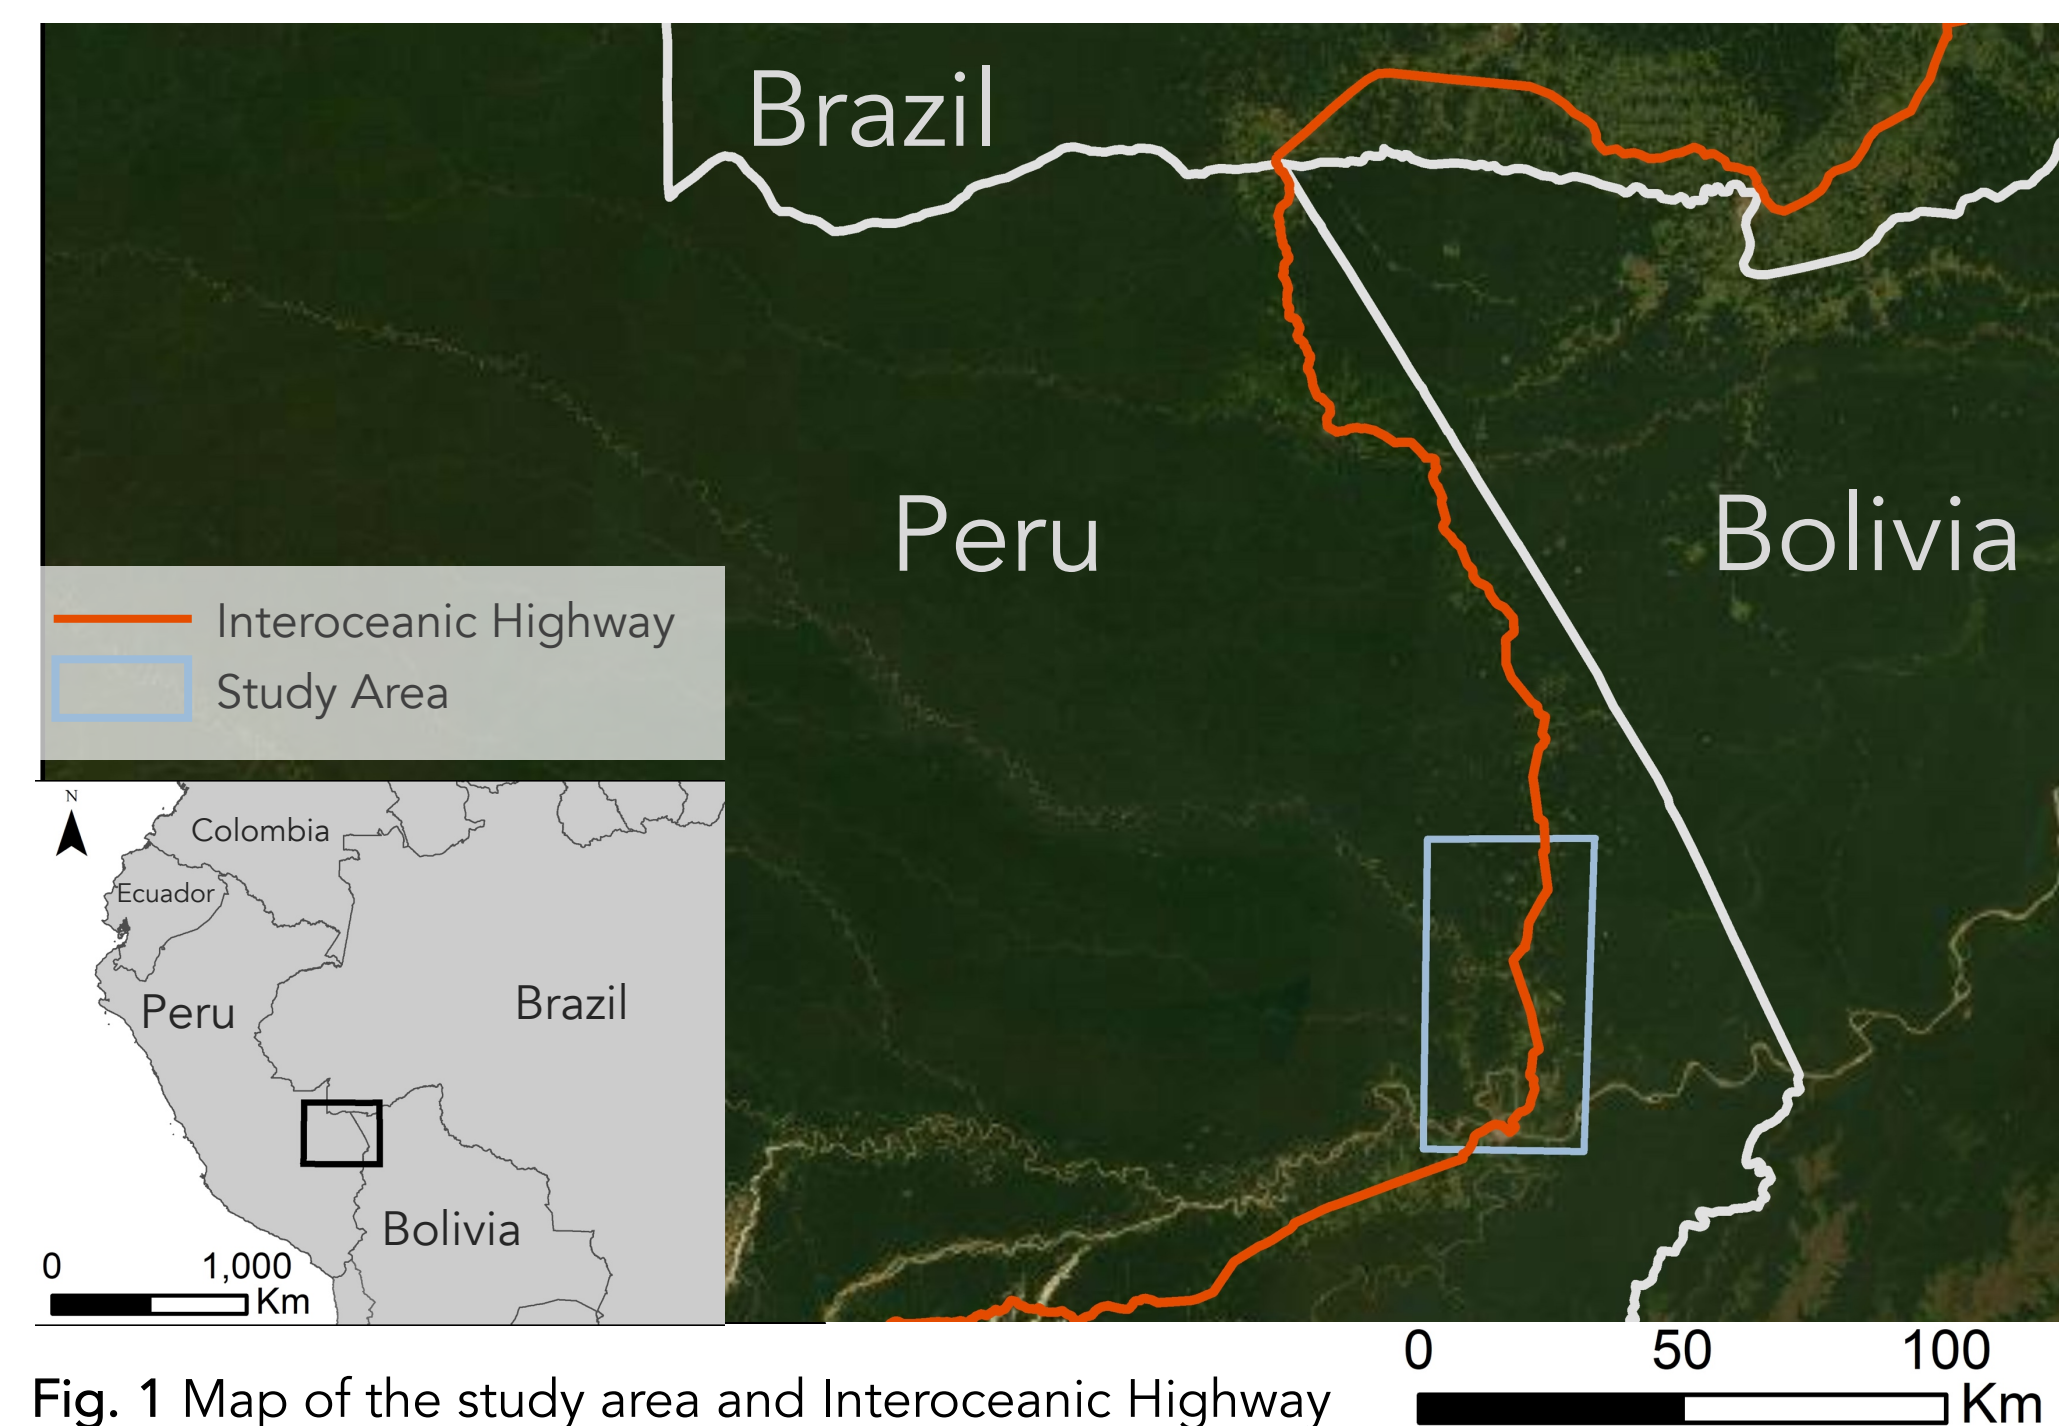 Brazil
Peru
Bolivia
Interoceanic Highway
Study Area
N
Colombia
Ecuador
Peru
Brazil
Bolivia
0 1,000
Km
0 50 100
Km
Fig. 1 Map of the study area and Interoceanic Highway